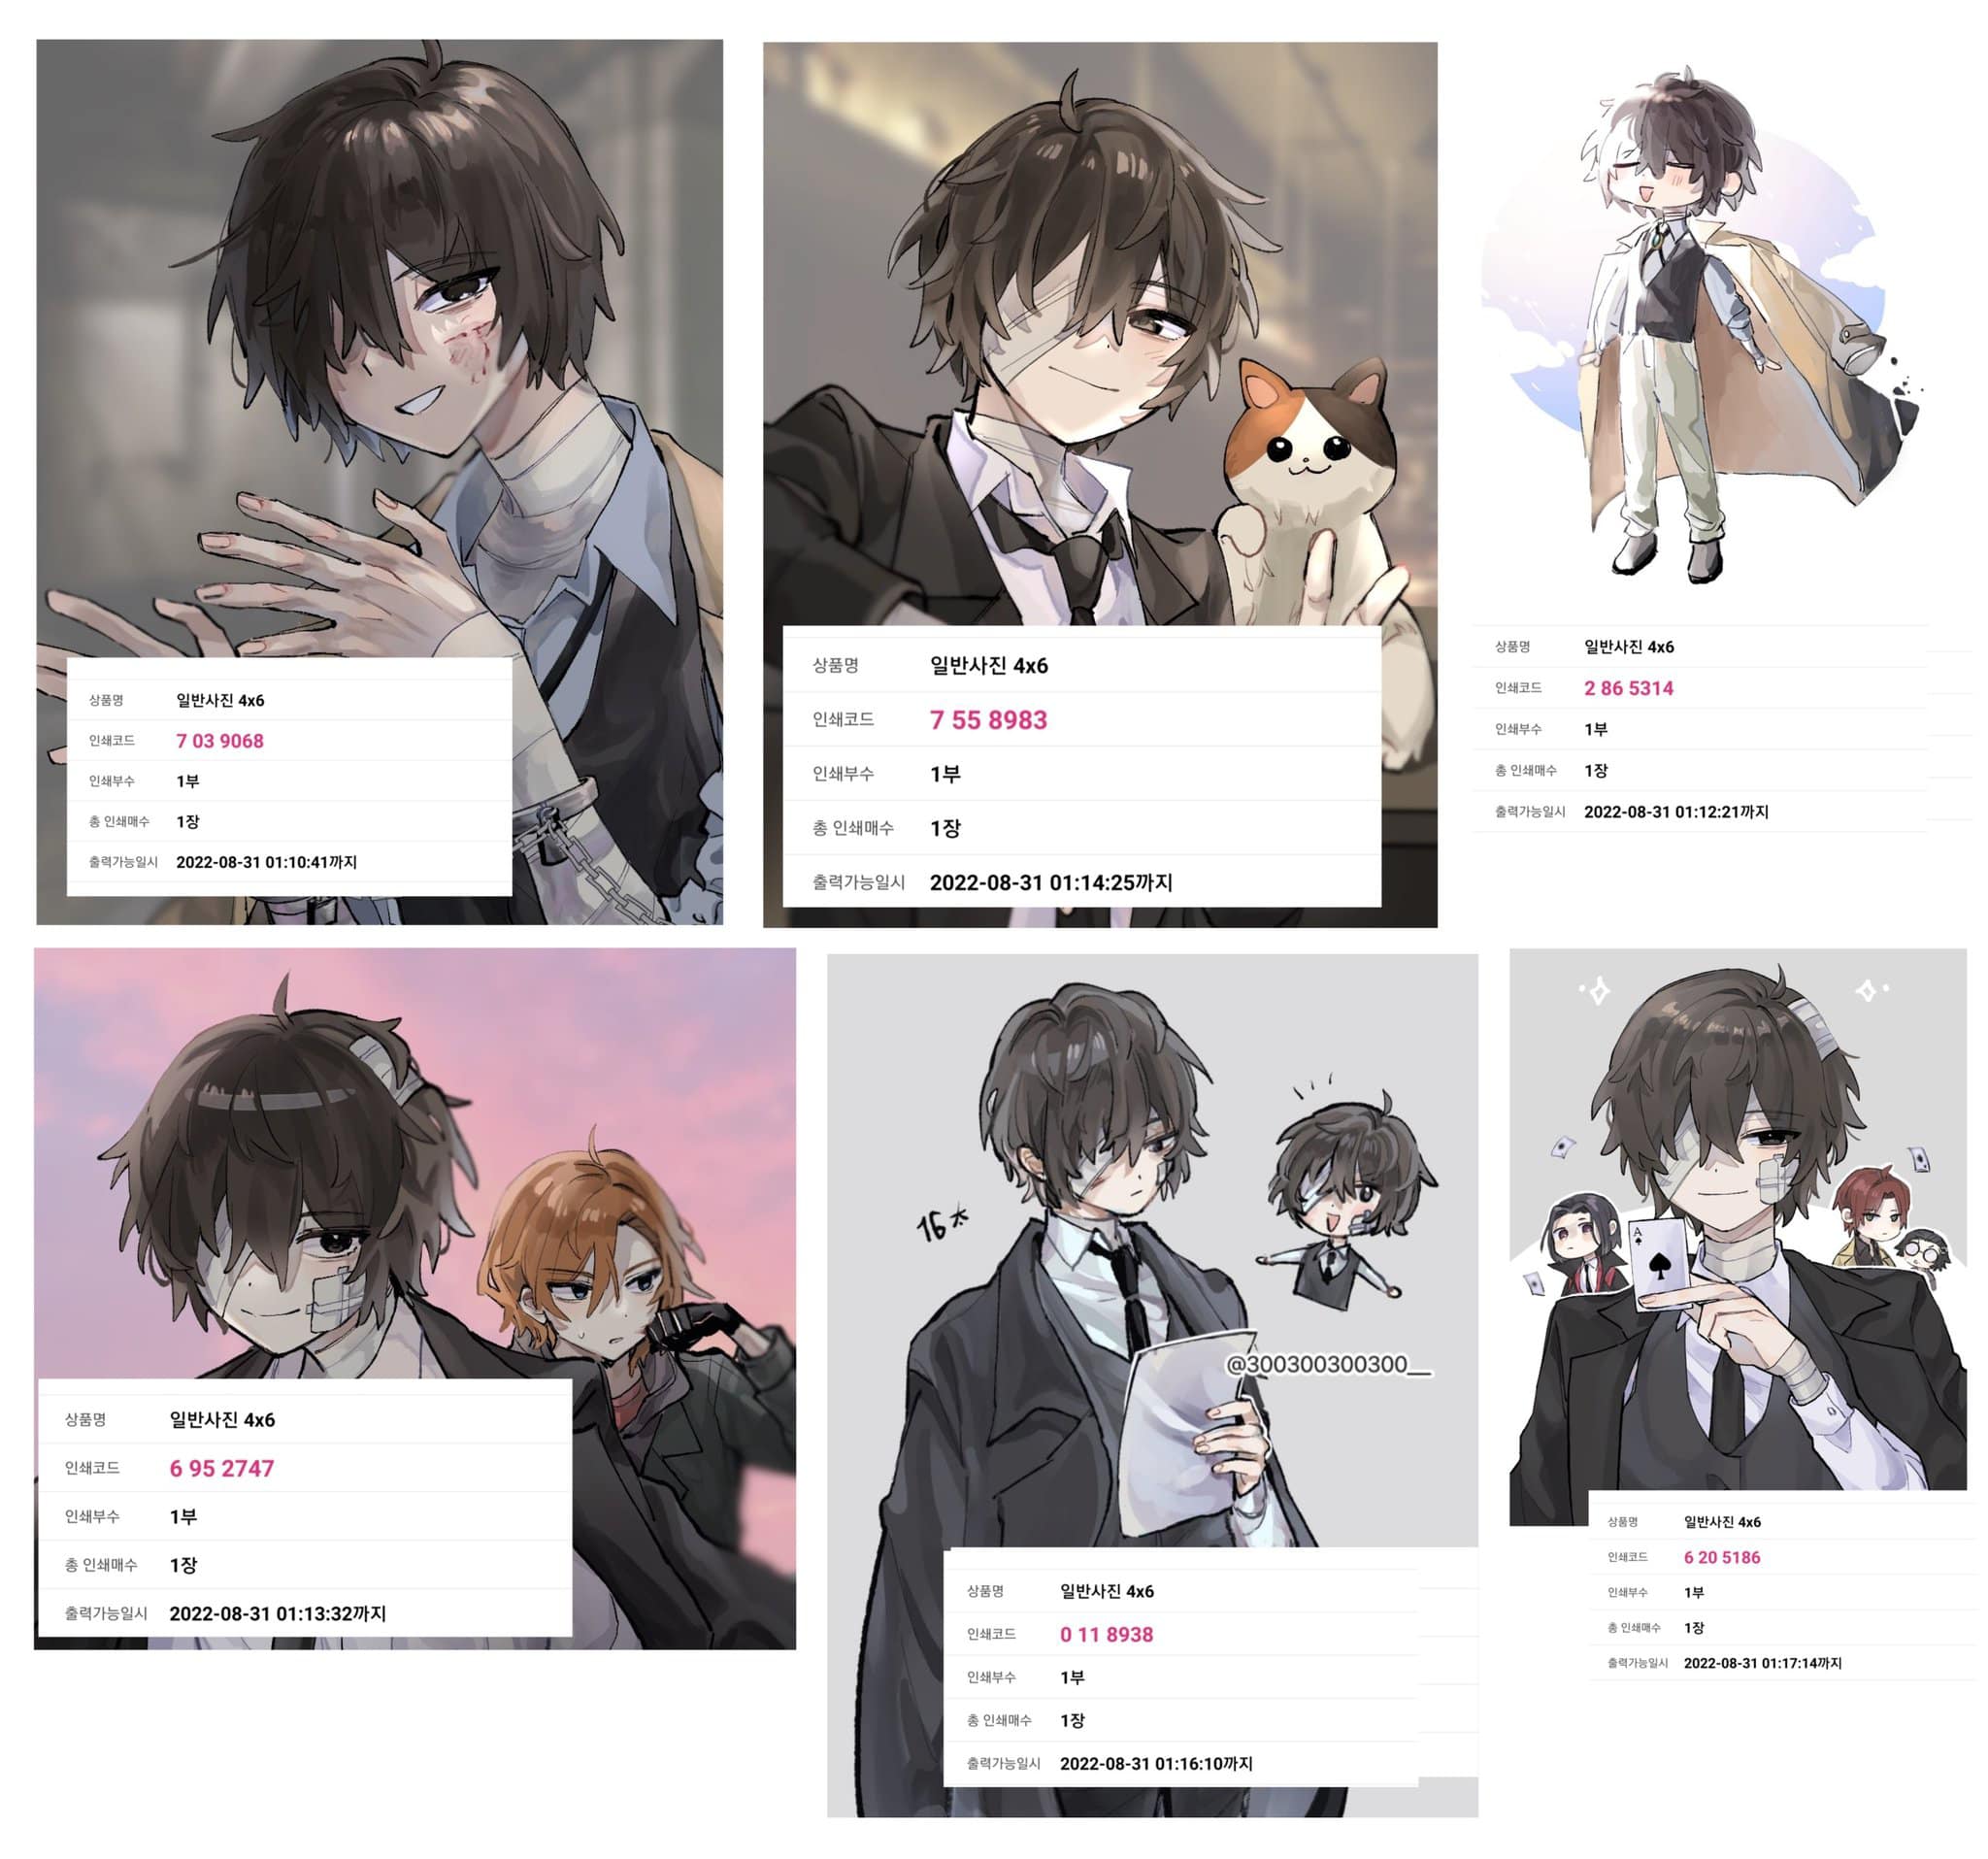 상품명 일반사진 4x6
인쇄코드 7 03 9068
인쇄부수 1부
총 인쇄매수 1장
출력가능일시 2022-08-31 01:10:41까지
상품명 일반사진 4x6
인쇄코드 7 55 8983
인쇄부수 1부
총 인쇄매수 1장
출력가능일시 2022-08-31 01:14:25까지
상품명 일반사진 4x6
인쇄코드 2 86 5314
인쇄부수 1부
총 인쇄매수 1장
출력가능일시 2022-08-31 01:12:21까지
상품명 일반사진 4x6
인쇄코드 6 95 2747
인쇄부수 1부
총 인쇄매수 1장
출력가능일시 2022-08-31 01:13:32까지
16
@300300300300__
상품명 일반사진 4x6
인쇄코드 0 11 8938
인쇄부수 1부
총 인쇄매수 1장
출력가능일시 2022-08-31 01:16:10까지
A
상품명 일반사진 4x6
인쇄코드 6 20 5186
인쇄부수 1부
총 인쇄매수 1장
출력가능일시 2022-08-31 01:17:14까지